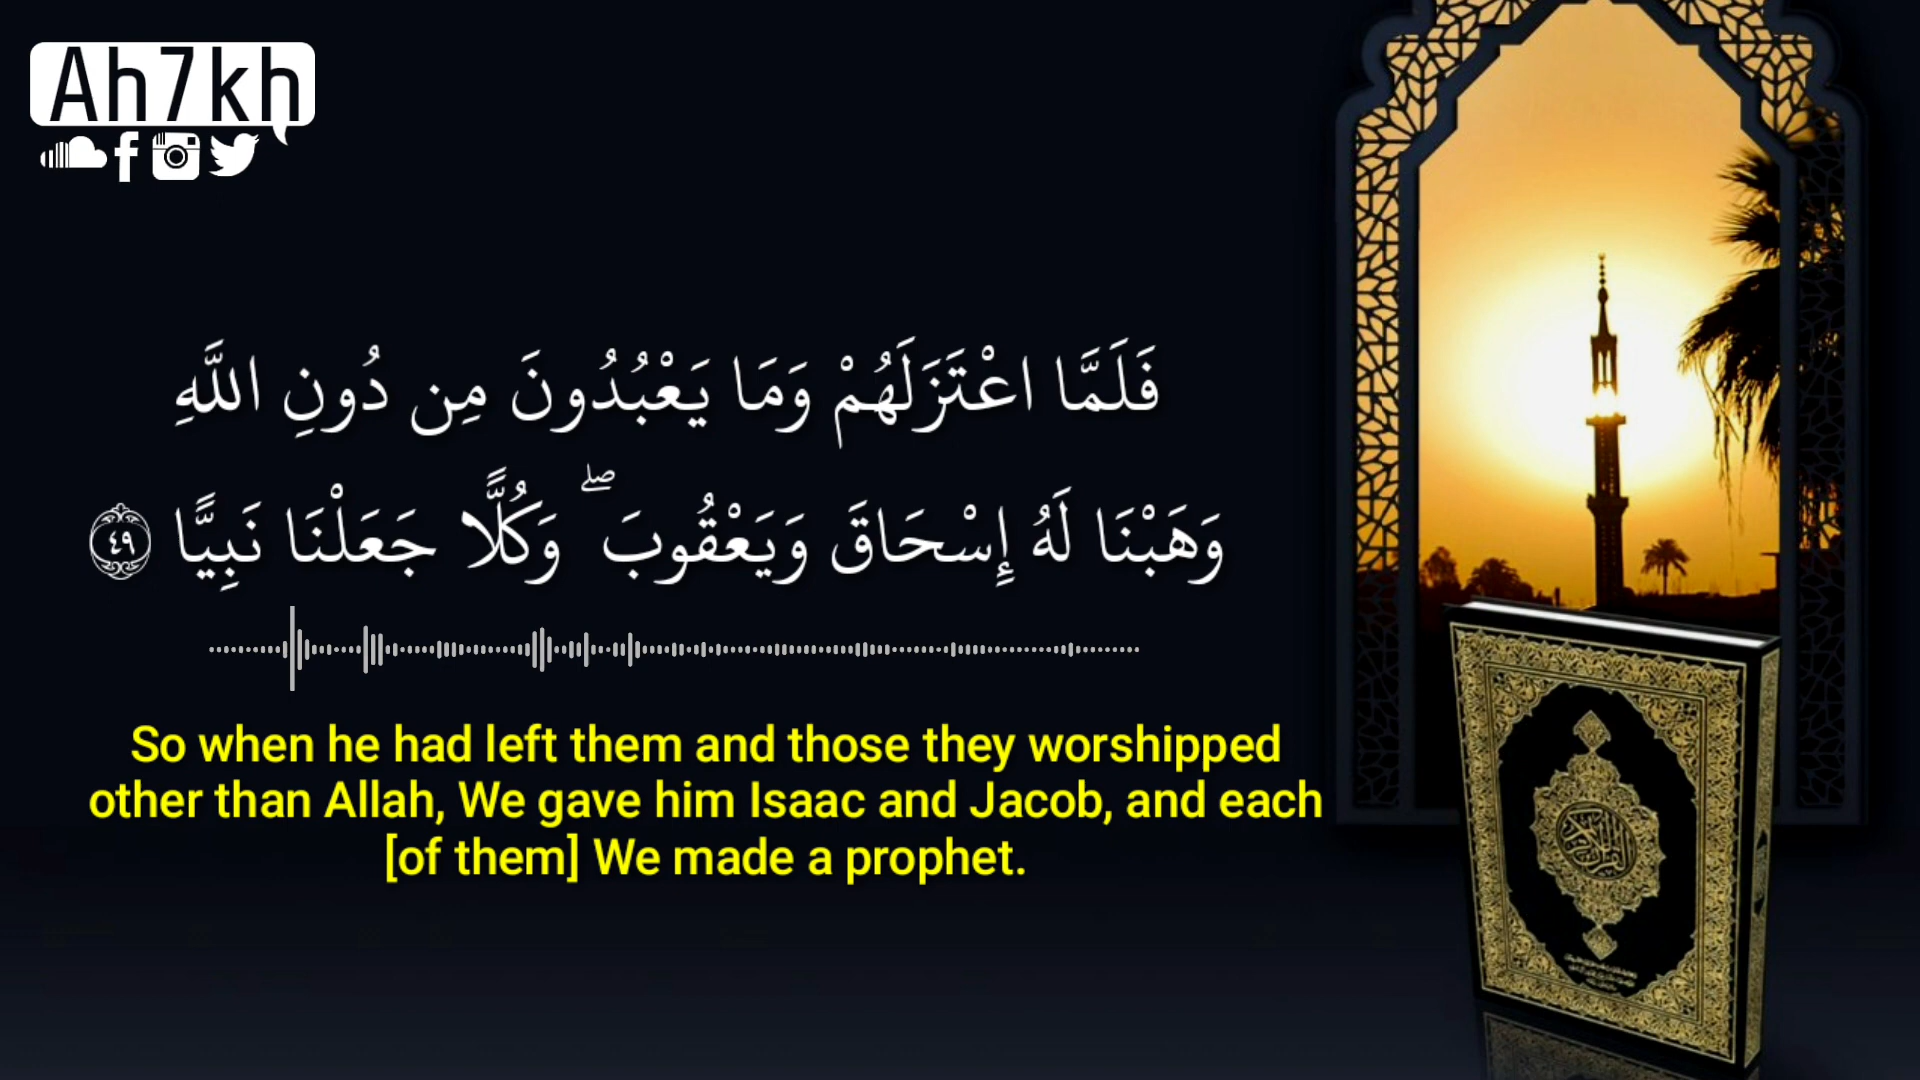 Ah7kh
فَلَمَّا اعْتَزَلَهُمْ وَمَا يَعْبُدُونَ مِن دُونِ اللَّهِ
وَهَبْنَا لَهُ إِسْحَاقَ وَيَعْقُوبَ ۖ وَكُلًّا جَعَلْنَا نَبِيًّا ٤٩
So when he had left them and those they worshipped
other than Allah, We gave him Isaac and Jacob, and each
[of them] We made a prophet.